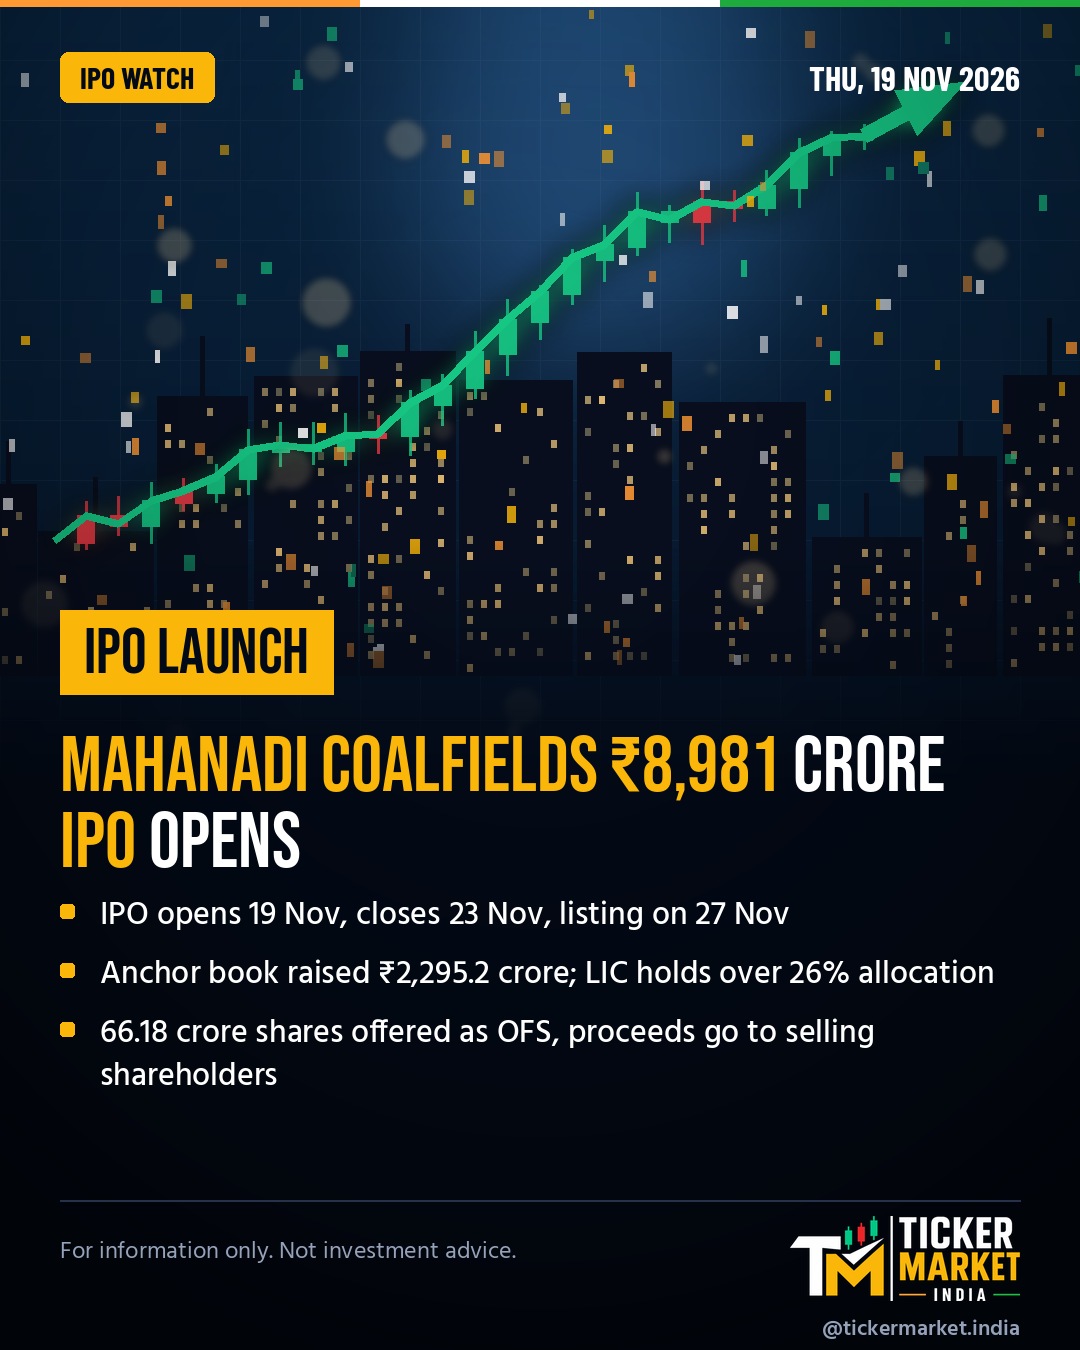 IPO WATCH
THU, 19 NOV 2026
IPO LAUNCH
MAHANADI COALFIELDS ₹8,981 CRORE
IPO OPENS
IPO opens 19 Nov, closes 23 Nov, listing on 27 Nov
Anchor book raised ₹2,295.2 crore; LIC holds over 26% allocation
66.18 crore shares offered as OFS, proceeds go to selling
shareholders
For information only. Not investment advice.
TM
TICKER
MARKET
INDIA
@tickermarket.india